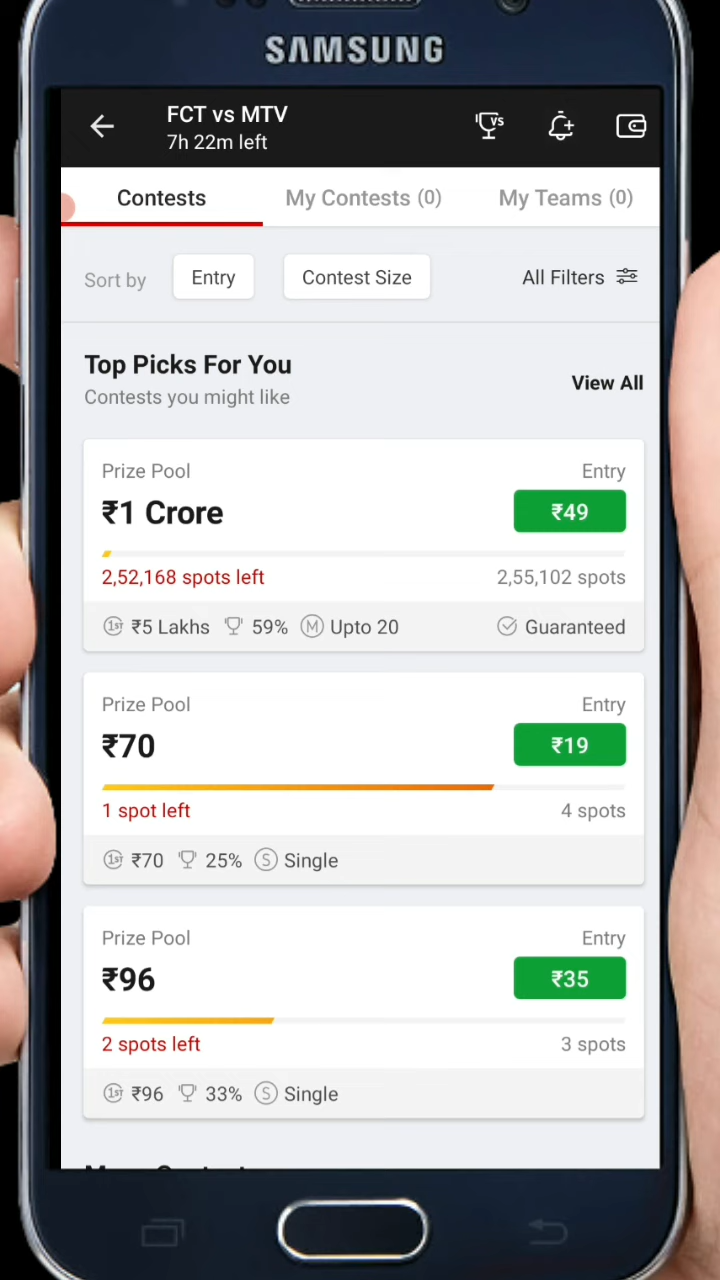 SAMSUNG
FCT vs MTV
7h 22m left
VS
Contests My Contests (0) My Teams (0)
Sort by Entry Contest Size All Filters
Top Picks For You
Contests you might like
View All
Prize Pool Entry
₹1 Crore ₹49
2,52,168 spots left 2,55,102 spots
1ST ₹5 Lakhs 59% M Upto 20 Guaranteed
Prize Pool Entry
₹70 ₹19
1 spot left 4 spots
1ST ₹70 25% S Single
Prize Pool Entry
₹96 ₹35
2 spots left 3 spots
1ST ₹96 33% S Single